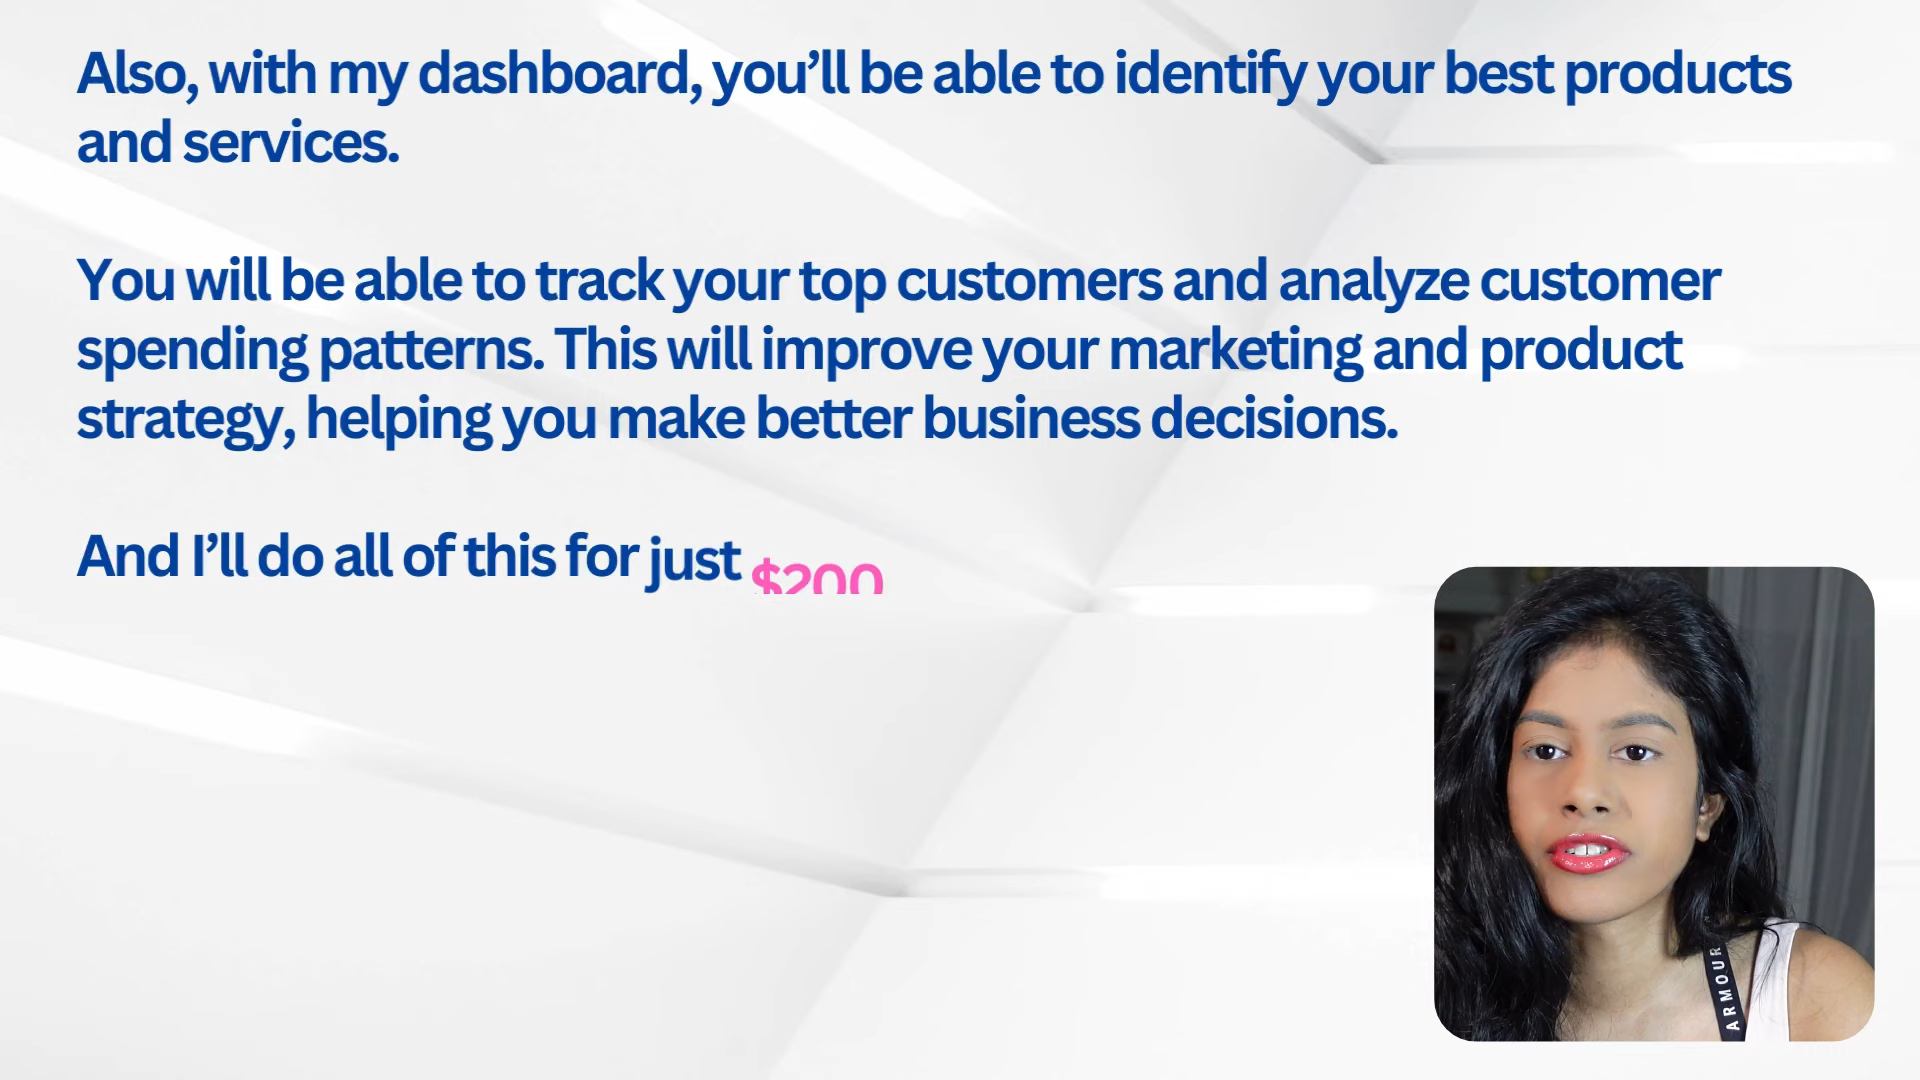 Also, with my dashboard, you’ll be able to identify your best products
and services.
You will be able to track your top customers and analyze customer
spending patterns. This will improve your marketing and product
strategy, helping you make better business decisions.
And I’ll do all of this for just $200
ARMOUR